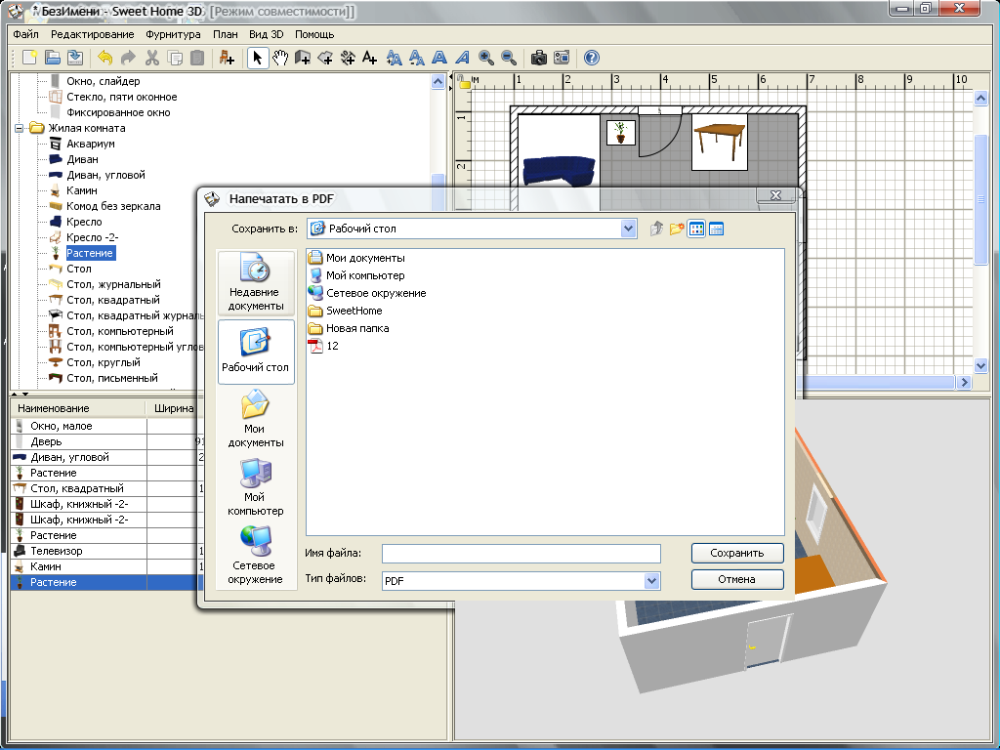 * БезИмени - Sweet Home 3D [Режим совместимости]
Файл Редактирование Фурнитура План Вид 3D Помощь
Окно, слайдер
Стекло, пяти оконное
Фиксированное окно
Жилая комната
Аквариум
Диван
Диван, угловой
Камин
Комод без зеркала
Кресло
Кресло -2-
Растение
Стол
Стол, журнальный
Стол, квадратный
Стол, квадратный журналь
Стол, компьютерный
Стол, компьютерный углов
Стол, круглый
Стол, письменный
м 1 2 3 4 5 6 7 8 9 10
1
2
Наименование Ширина
Окно, малое
Дверь 91
Диван, угловой 2
Растение
Стол, квадратный 1
Шкаф, книжный -2-
Шкаф, книжный -2-
Растение
Телевизор 1
Камин 1
Растение
Напечатать в PDF
Сохранить в: Рабочий стол
Недавние документы
Рабочий стол
Мои документы
Мой компьютер
Сетевое окружение
Мои документы
Мой компьютер
Сетевое окружение
SweetHome
Новая папка
12
Имя файла:
Сохранить
Тип файлов: PDF
Отмена